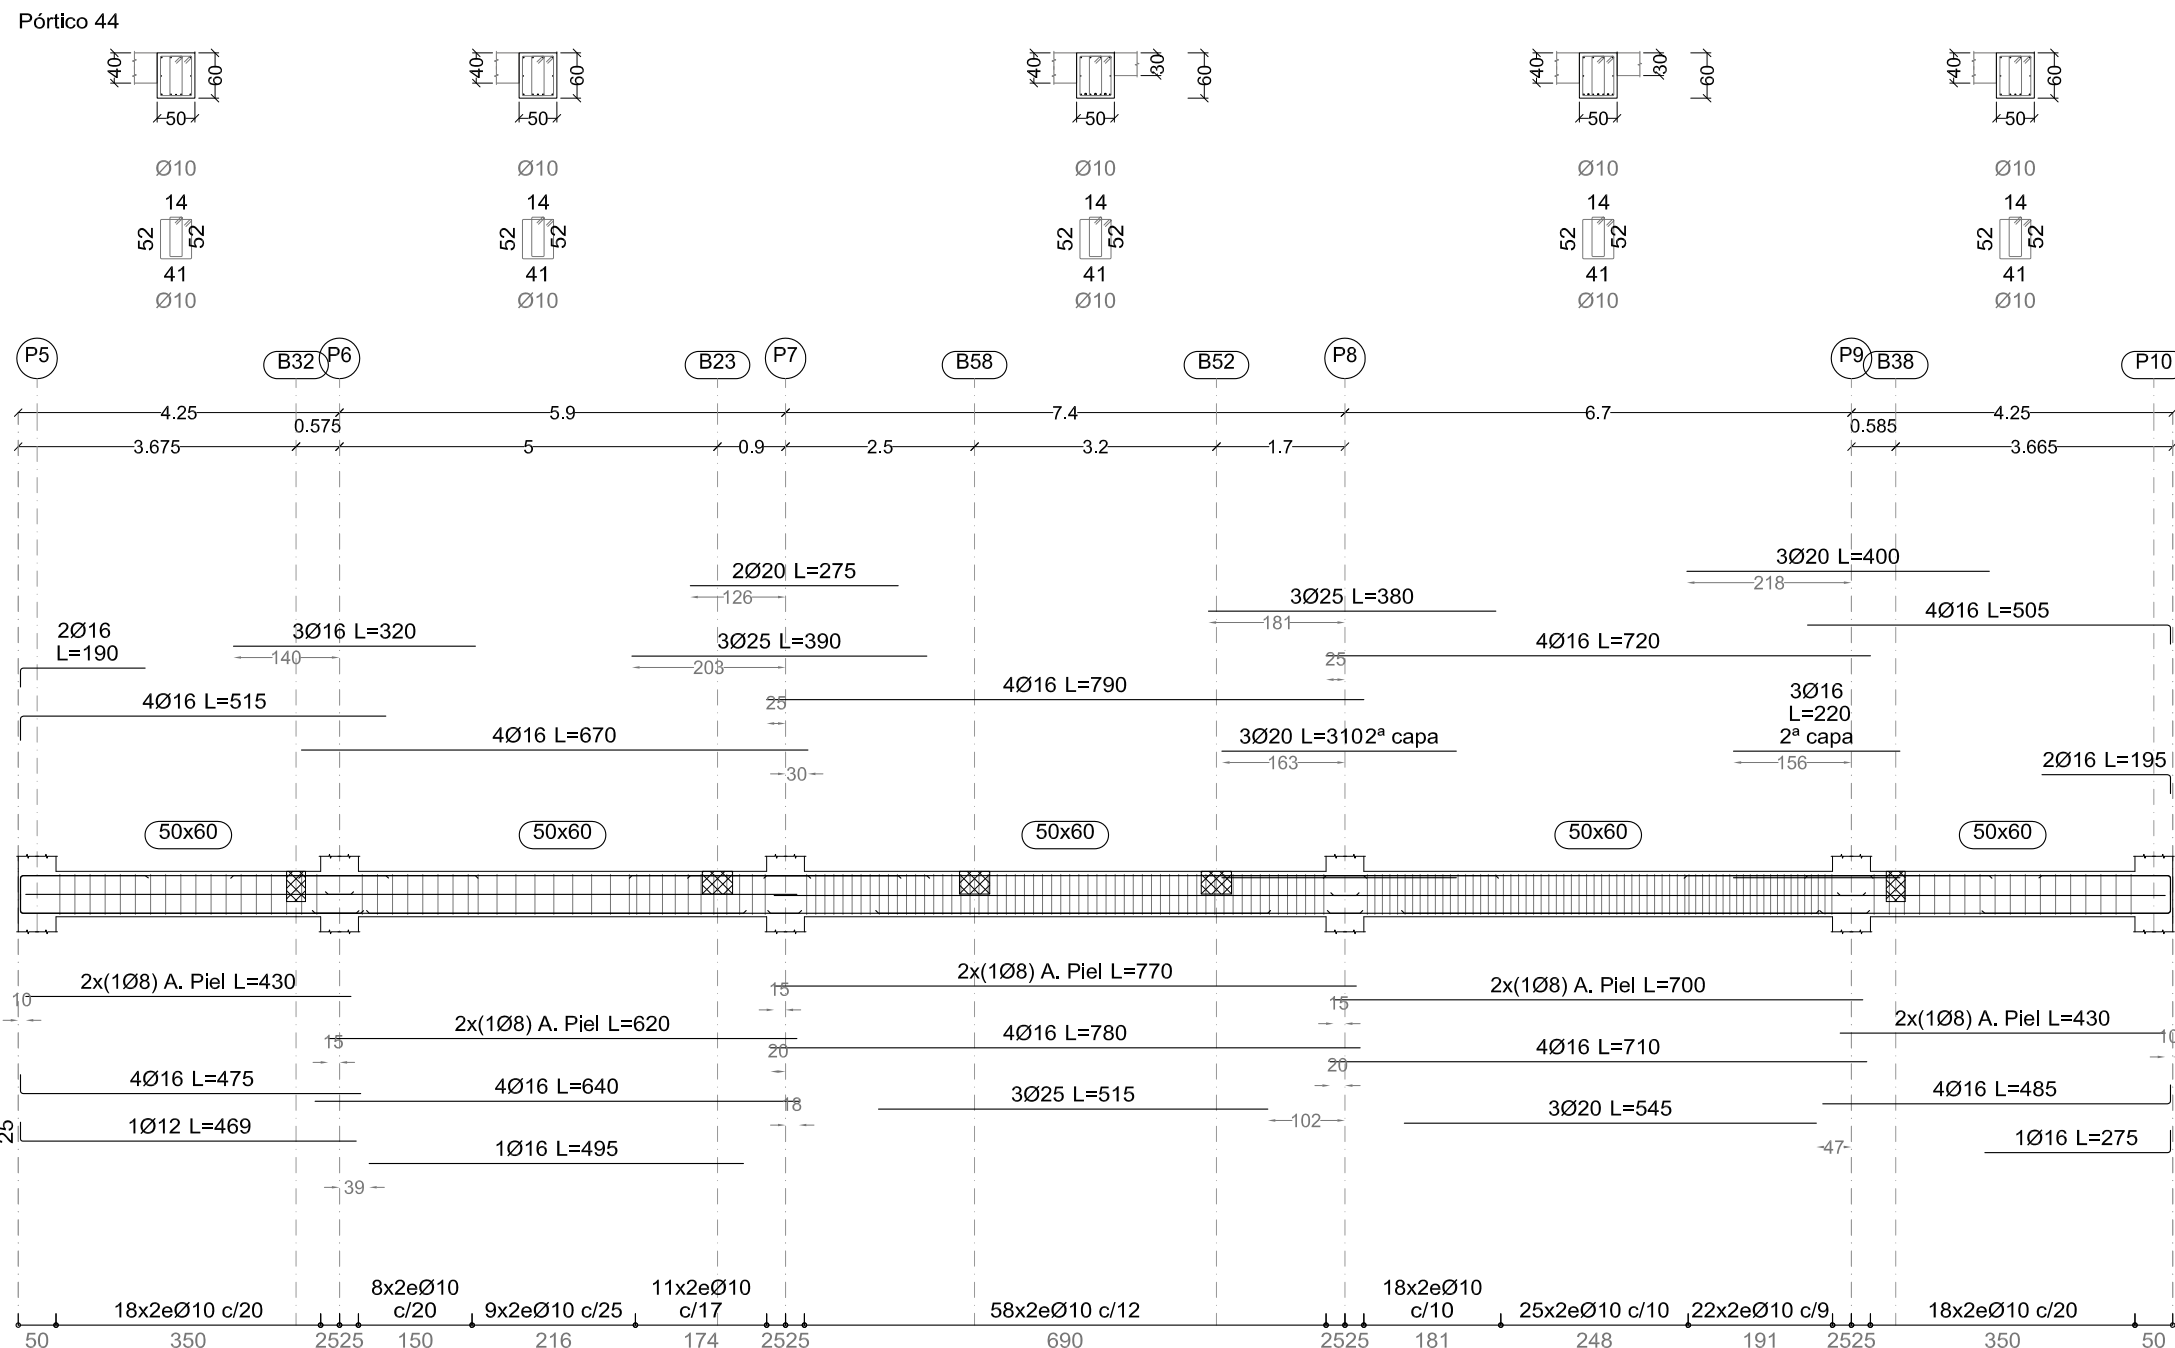 Pórtico 44
40 60 40 60 40 30 60 40 30 60 40 60
50 50 50 50 50
Ø10 Ø10 Ø10 Ø10 Ø10
14 14 14 14 14
52 52 52 52 52 52 52 52 52 52
41 41 41 41 41
Ø10 Ø10 Ø10 Ø10 Ø10
P5 B32 P6 B23 P7 B58 B52 P8 P9 B38 P10
4.25 5.9 7.4 6.7 4.25
0.575 0.585
3.675 5 0.9 2.5 3.2 1.7 3.665
3Ø20 L=400
2Ø20 L=275
218
126
3Ø25 L=380
4Ø16 L=505
181
2Ø16
L=190
3Ø16 L=320
3Ø25 L=390
4Ø16 L=720
140
203
25
4Ø16 L=790
3Ø16
L=220
2ª capa
4Ø16 L=515
25
4Ø16 L=670
3Ø20 L=310 2ª capa
2Ø16 L=195
30
163
156
50x60 50x60 50x60 50x60 50x60
2x(1Ø8) A. Piel L=430
2x(1Ø8) A. Piel L=770
2x(1Ø8) A. Piel L=700
10
15
15
2x(1Ø8) A. Piel L=620
2x(1Ø8) A. Piel L=430
15
4Ø16 L=780
4Ø16 L=710
10
20
20
4Ø16 L=475
4Ø16 L=640
3Ø25 L=515
4Ø16 L=485
18
3Ø20 L=545
102
25
1Ø12 L=469
1Ø16 L=495
47
1Ø16 L=275
39
18x2eØ10 c/20
8x2eØ10
c/20
9x2eØ10 c/25
11x2eØ10
c/17
58x2eØ10 c/12
18x2eØ10
c/10
25x2eØ10 c/10
22x2eØ10 c/9
18x2eØ10 c/20
50 350 25 25 150 216 174 25 25 690 25 25 181 248 191 25 25 350 50